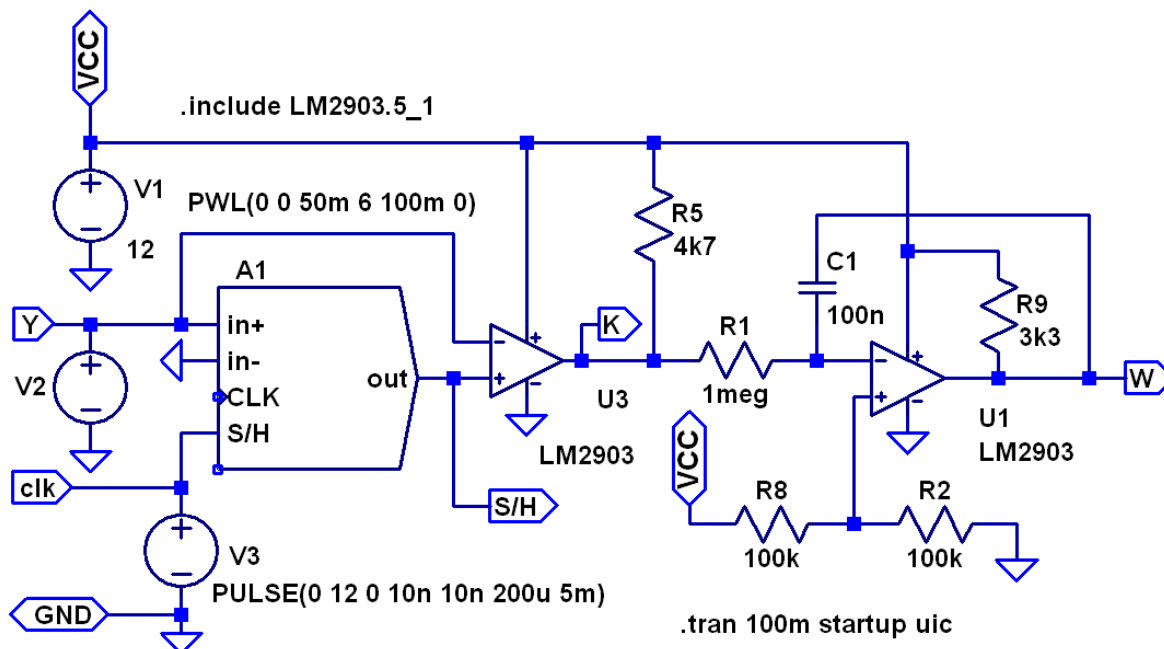 VCC
.include LM2903.5_1
V1
12
PWL(0 0 50m 6 100m 0)
R5
4k7
C1
100n
R9
3k3
A1
Y
in+
in-
CLK
S/H
out
V2
+
−
K
U3
LM2903
R1
1meg
W
U1
LM2903
clk
S/H
VCC
R8
100k
R2
100k
V3
PULSE(0 12 0 10n 10n 200u 5m)
GND
.tran 100m startup uic